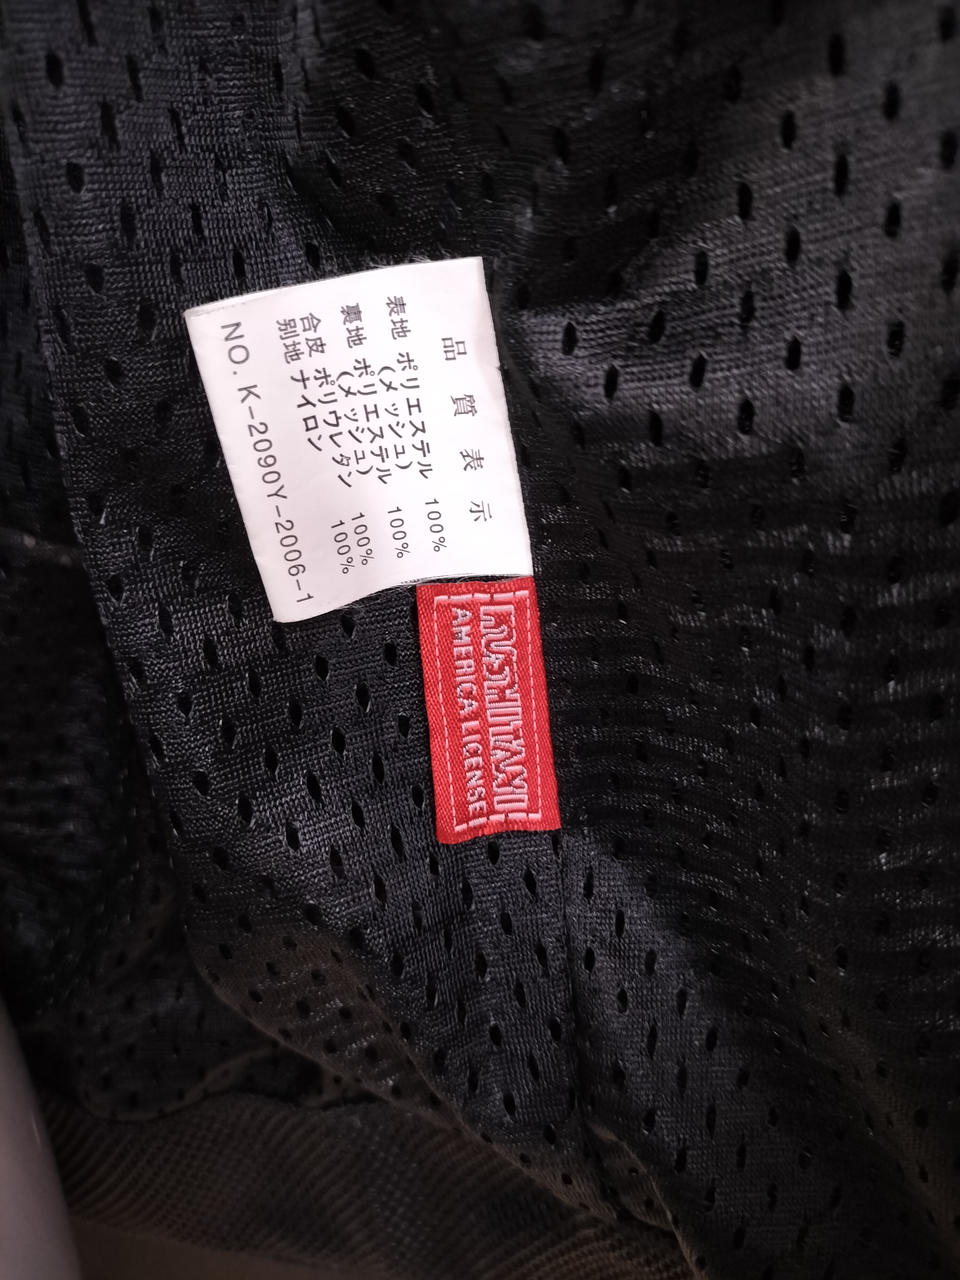 品質表示
表地 ポリエステル 100%
(メッシュ)
裏地 ポリエステル 100%
(メッシュ)
合皮 ポリウレタン 100%
別地 ナイロン 100%
NO. K-2090Y-2006-1
AMERICA LICENSE